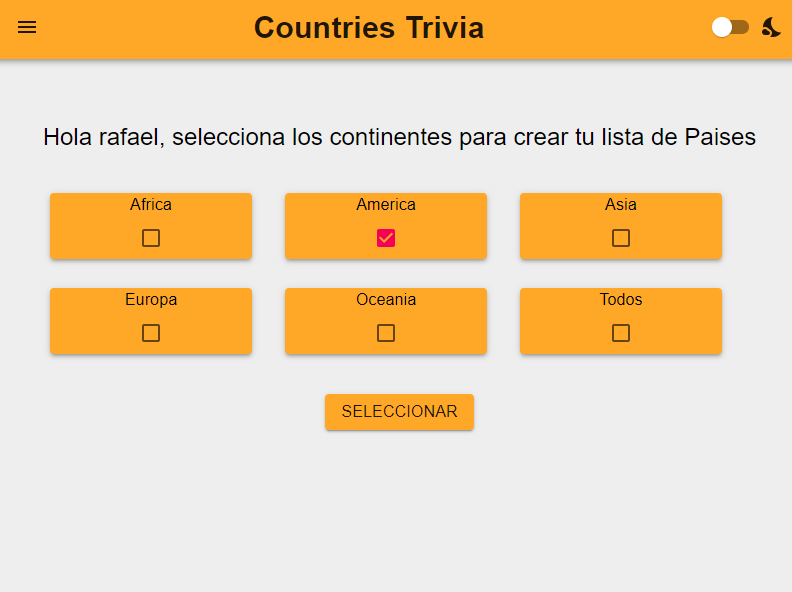 Countries Trivia
Hola rafael, selecciona los continentes para crear tu lista de Paises
Africa
America
Asia
Europa
Oceania
Todos
SELECCIONAR